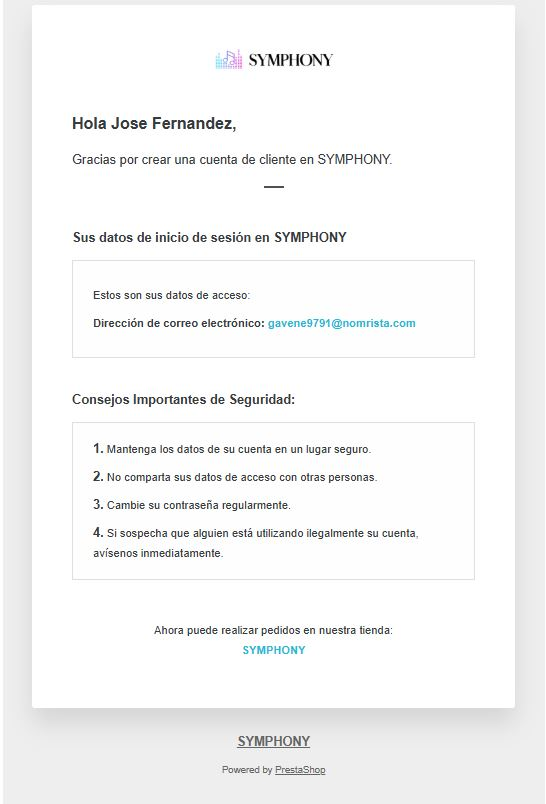 SYMPHONY
Hola Jose Fernandez,
Gracias por crear una cuenta de cliente en SYMPHONY.
Sus datos de inicio de sesión en SYMPHONY
Estos son sus datos de acceso:
Dirección de correo electrónico: gavene9791@nomrista.com
Consejos Importantes de Seguridad:
1. Mantenga los datos de su cuenta en un lugar seguro.
2. No comparta sus datos de acceso con otras personas.
3. Cambie su contraseña regularmente.
4. Si sospecha que alguien está utilizando ilegalmente su cuenta,
avísenos inmediatamente.
Ahora puede realizar pedidos en nuestra tienda:
SYMPHONY
SYMPHONY
Powered by PrestaShop